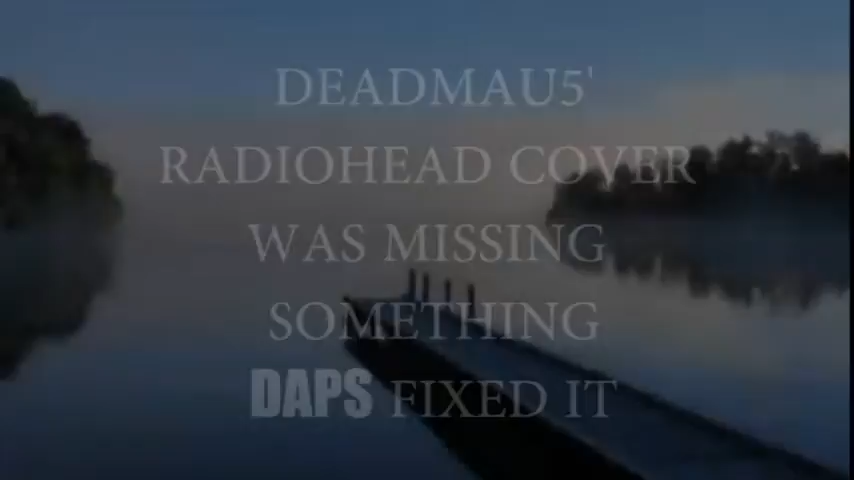 DEADMAU5'
RADIOHEAD COVER
WAS MISSING
SOMETHING
DAPS FIXED IT